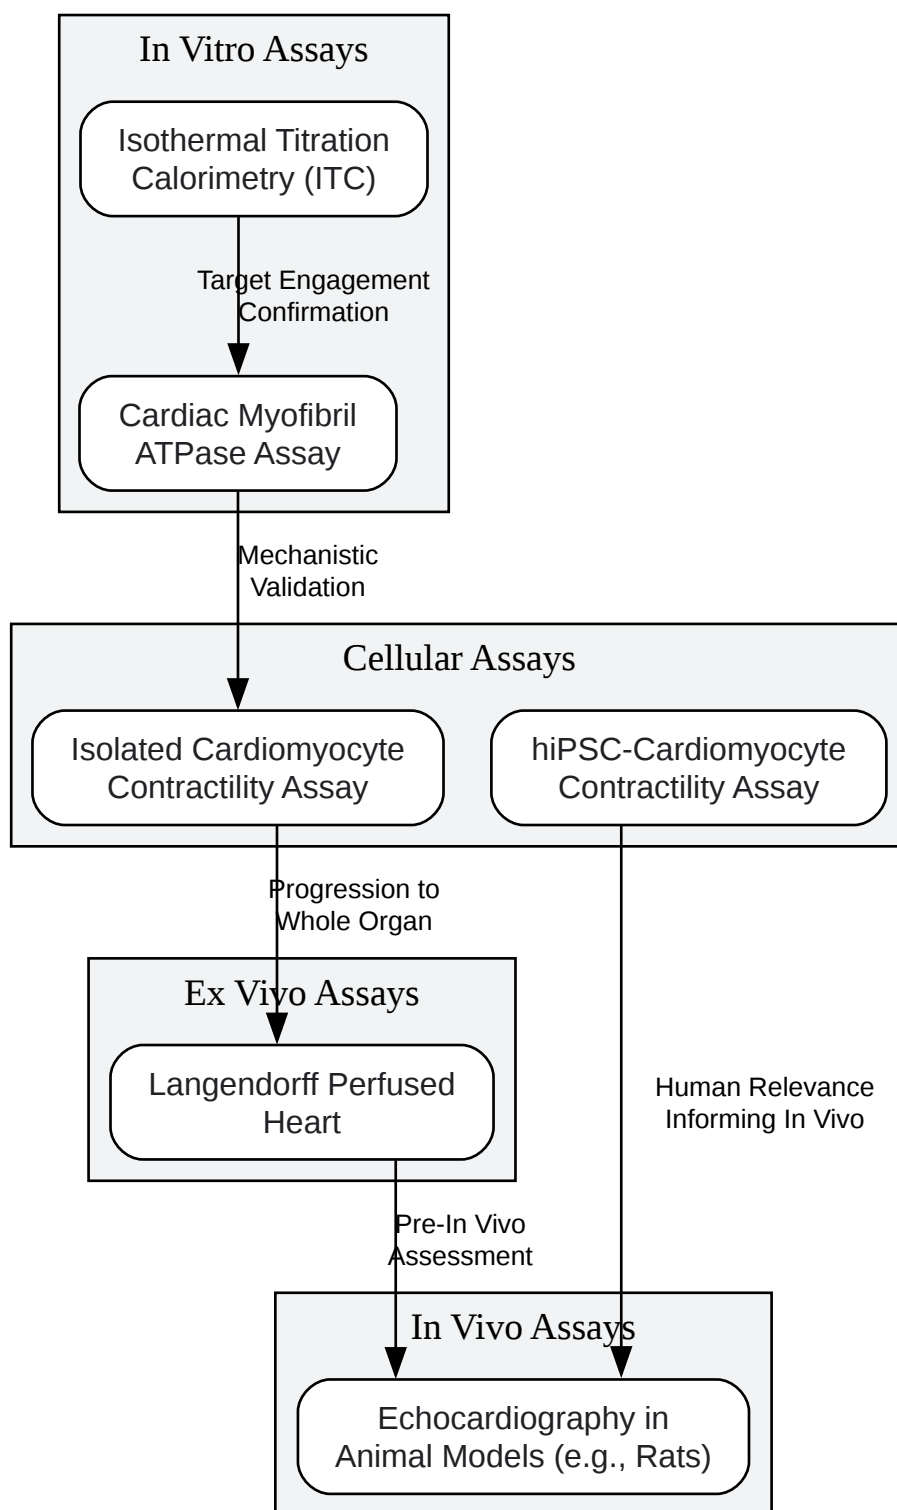 In Vitro Assays
Isothermal Titration
Calorimetry (ITC)
Target Engagement
Confirmation
Cardiac Myofibril
ATPase Assay
Mechanistic
Validation
Cellular Assays
Isolated Cardiomyocyte
Contractility Assay
hiPSC-Cardiomyocyte
Contractility Assay
Progression to
Whole Organ
Ex Vivo Assays
Langendorff Perfused
Heart
Human Relevance
Informing In Vivo
Pre-In Vivo
Assessment
In Vivo Assays
Echocardiography in
Animal Models (e.g., Rats)